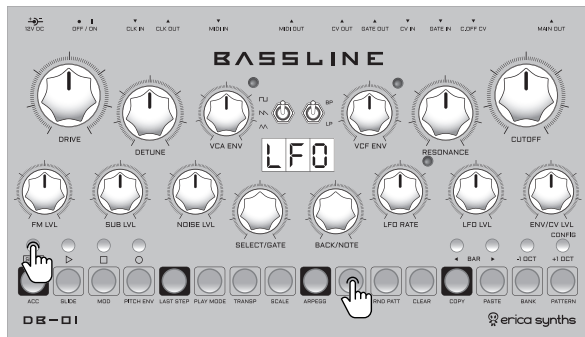 12V DC OFF / ON CLK IN CLK OUT MIDI IN MIDI OUT CV OUT GATE OUT CV IN GATE IN C.OFF CV MAIN OUT
BASSLINE
BP
LP
DRIVE DETUNE VCA ENV VCF ENV RESONANCE CUTOFF
LFO
FM LVL SUB LVL NOISE LVL SELECT/GATE BACK/NOTE LFO RATE LFO LVL ENV/CV LVL
CONFIG
BAR -1 OCT +1 OCT
ACC SLIDE MOD PITCH ENV LAST STEP PLAY MODE TRANSP SCALE ARPEGG RND PATT CLEAR COPY PASTE BANK PATTERN
DB-01 erica synths